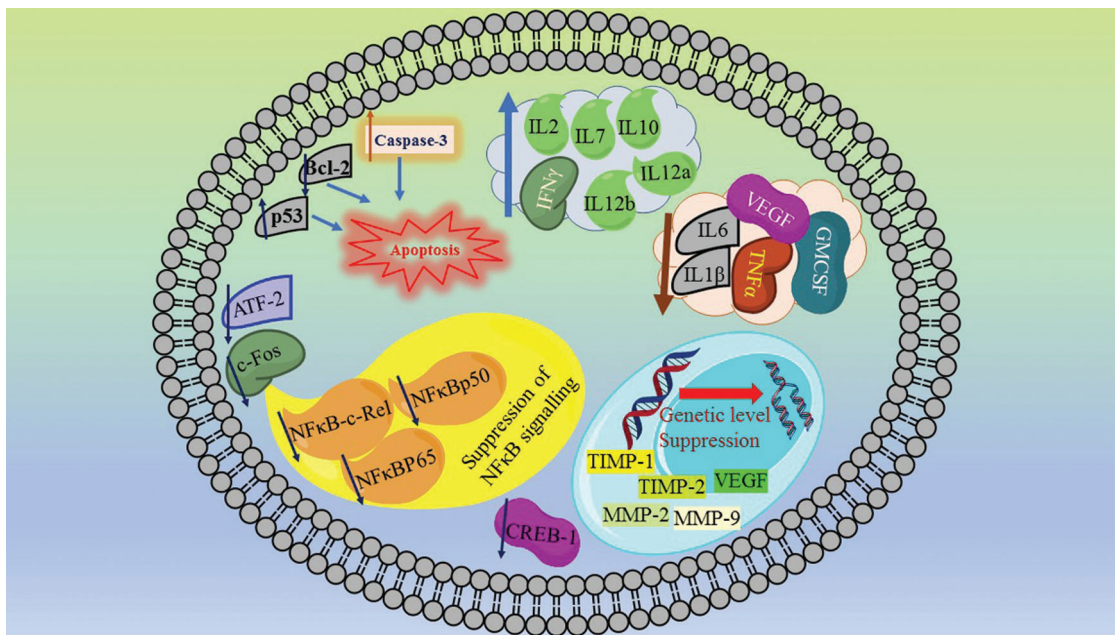 Caspase-3
Bcl-2
p53
Apoptosis
IL2
IL7
IL10
IFNγ
IL12b
IL12a
VEGF
IL6
IL1β
TNFα
GMCSF
ATF-2
c-Fos
NFκB-c-Rel
NFκBp50
NFκBP65
Suppression of
NFκB signalling
CREB-1
Genetic level
Suppression
TIMP-1
TIMP-2
VEGF
MMP-2
MMP-9